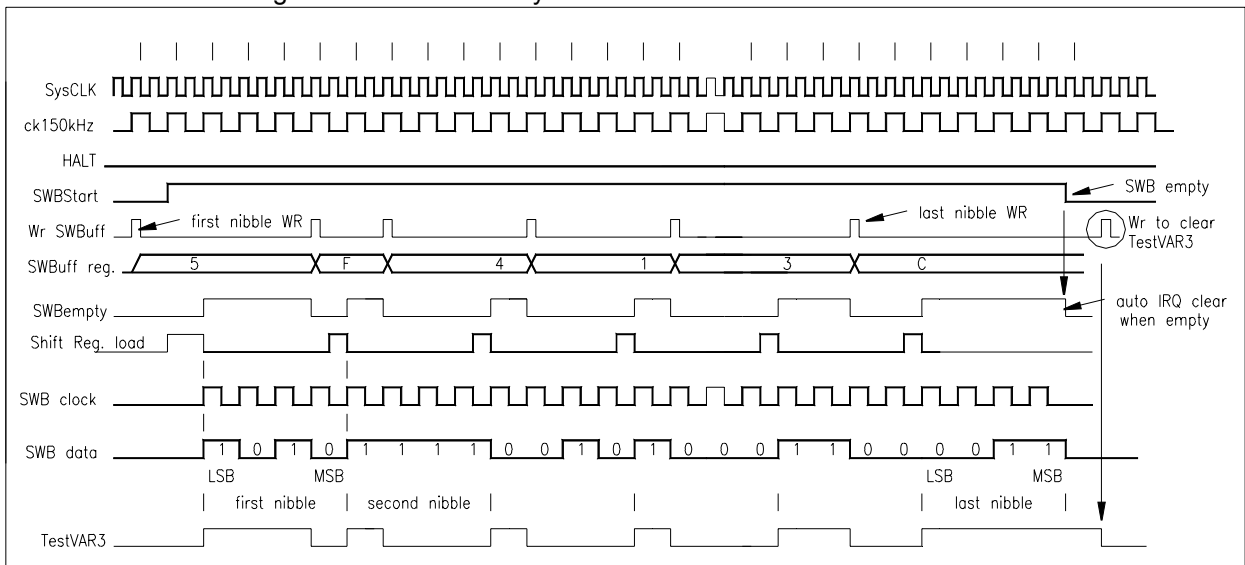 SysCLK
ck150kHz
HALT
SWBStart
SWB empty
Wr SWBuff
first nibble WR
last nibble WR
Wr to clear
TestVAR3
SWBuff reg.
5 F 4 1 3 C
SWBempty
auto IRQ clear
when empty
Shift Reg. load
SWB clock
SWB data
1 0 1 0 1 1 1 1 0 0 1 0 1 0 0 0 1 1 0 0 0 0 1 1
LSB MSB LSB MSB
first nibble second nibble last nibble
TestVAR3